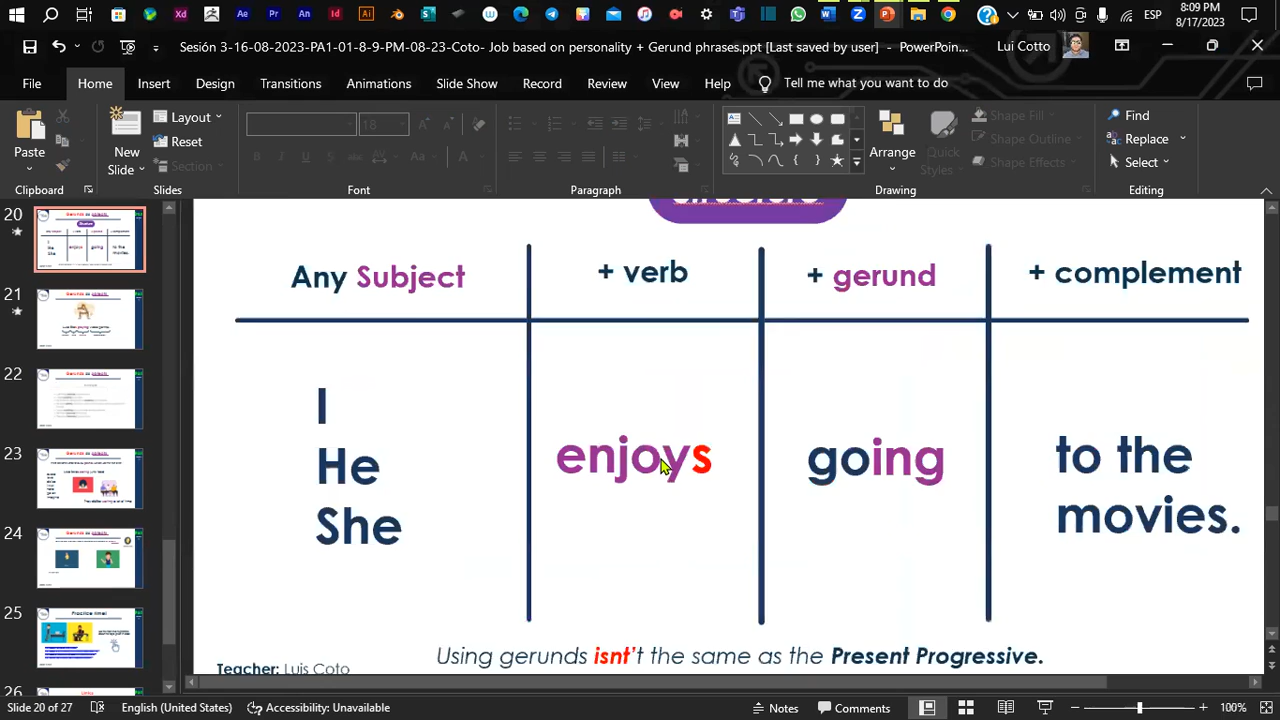 ESP
8:09 PM
8/17/2023
Sesión 3-16-08-2023-PA1-01-8-9-PM-08-23-Coto- Job based on personality + Gerund phrases.ppt [Last saved by user] – PowerPoin...
Lui Cotto
File Home Insert Design Transitions Animations Slide Show Record Review View Help Tell me what you want to do
Paste
Clipboard
New Slide
Layout
Reset
Section
Slides
18
Font
Paragraph
Arrange
Quick Styles
Shape Fill
Shape Outline
Shape Effects
Drawing
Find
Replace
Select
Editing
20
21
22
23
24
25
26
Practice time!
Any Subject
+ verb
+ gerund
+ complement
I
He
She
enjoys
going
to the
movies.
Using gerunds isnt't the same as the Present Progressive.
Teacher: Luis Coto
Slide 20 of 27
English (United States)
Accessibility: Unavailable
Notes
Comments
100%